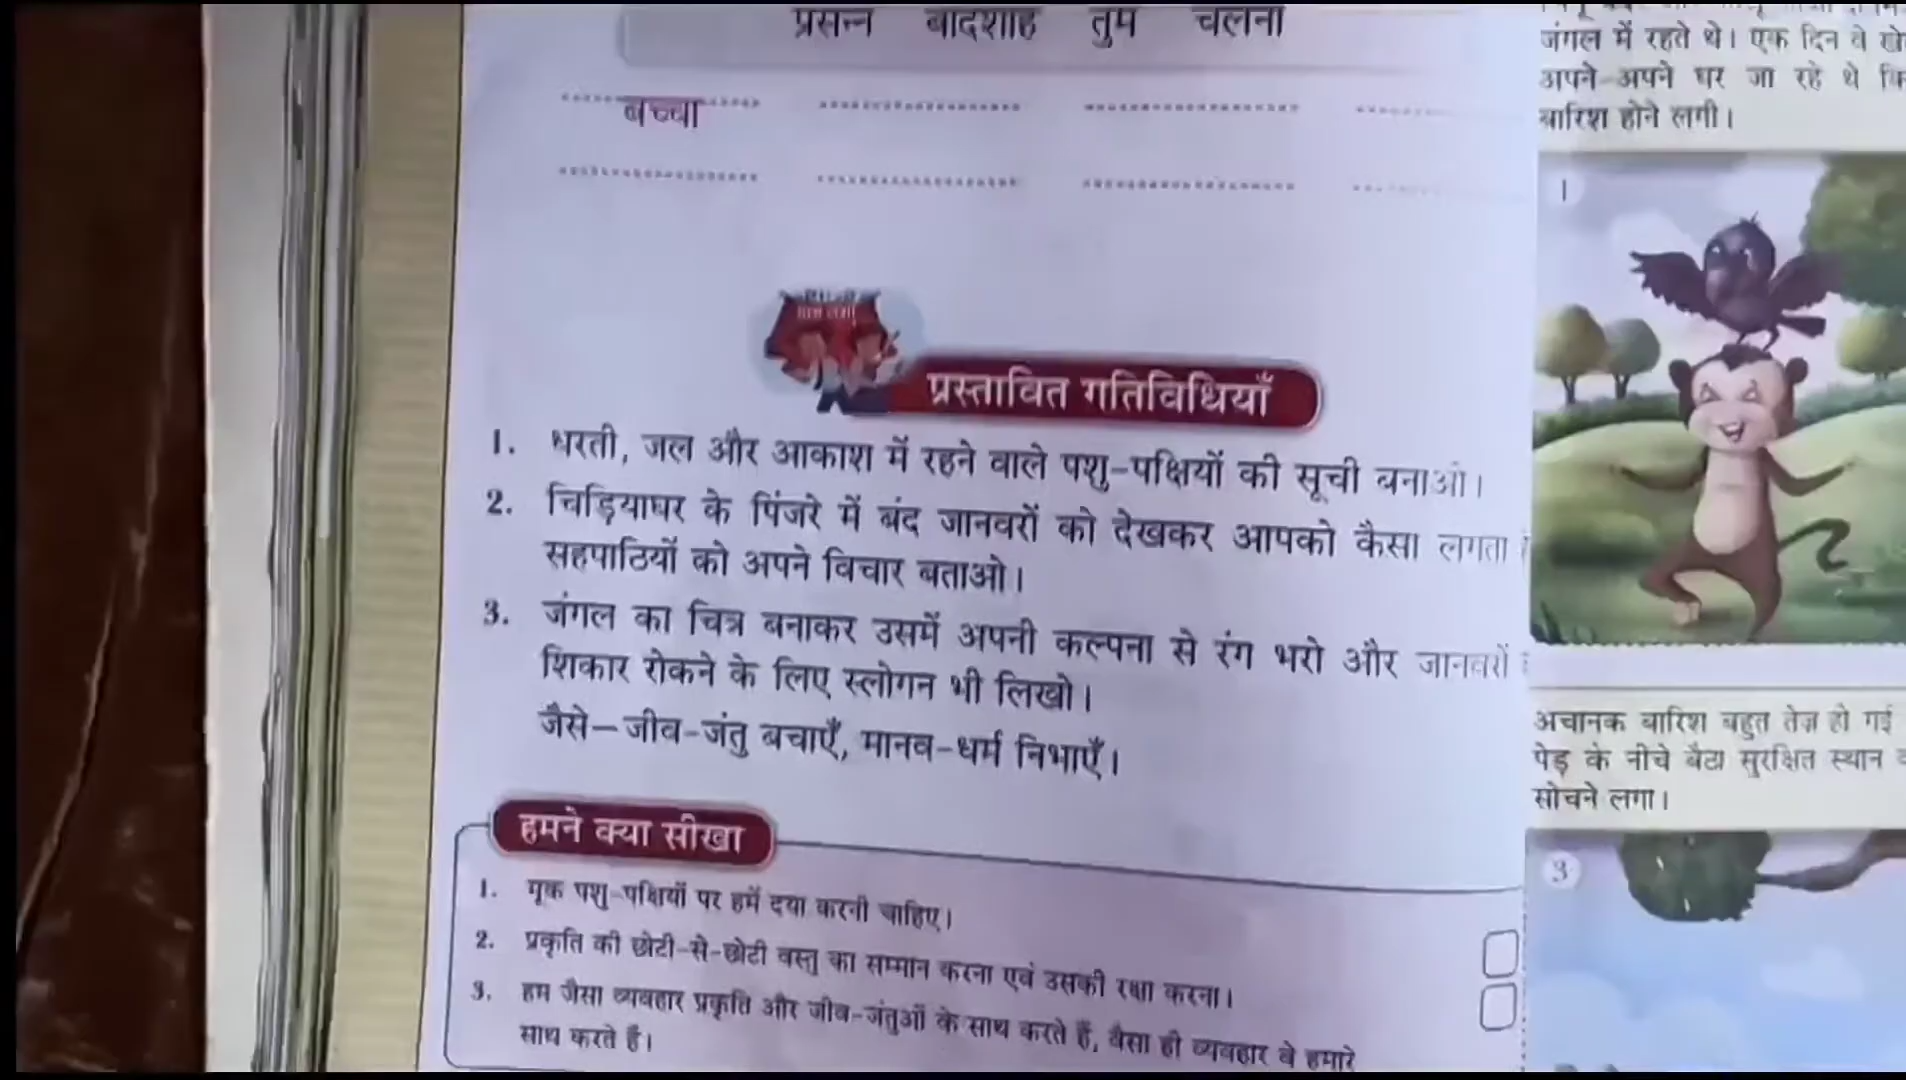 प्रसन्न बादशाह तुम चलना
बच्चा
प्रस्तावित गतिविधियाँ
1. धरती, जल और आकाश में रहने वाले पशु-पक्षियों की सूची बनाओ।
2. चिड़ियाघर के पिंजरे में बंद जानवरों को देखकर आपको कैसा लगता
सहपाठियों को अपने विचार बताओ।
3. जंगल का चित्र बनाकर उसमें अपनी कल्पना से रंग भरो और जानवरों
शिकार रोकने के लिए स्लोगन भी लिखो।
जैसे—जीव-जंतु बचाएँ, मानव-धर्म निभाएँ।
हमने क्या सीखा
1. मूक पशु-पक्षियों पर हमें दया करनी चाहिए।
2. प्रकृति की छोटी-से-छोटी वस्तु का सम्मान करना एवं उसकी रक्षा करना।
3. हम जैसा व्यवहार प्रकृति और जीव-जंतुओं के साथ करते हैं, वैसा ही व्यवहार वे हमारे
साथ करते हैं।
जंगल में रहते थे। एक दिन वे
अपने-अपने घर जा रहे थे
बारिश होने लगी।
1
अचानक बारिश बहुत तेज़ हो गई
पेड़ के नीचे बैठा सुरक्षित स्थान
सोचने लगा।
3